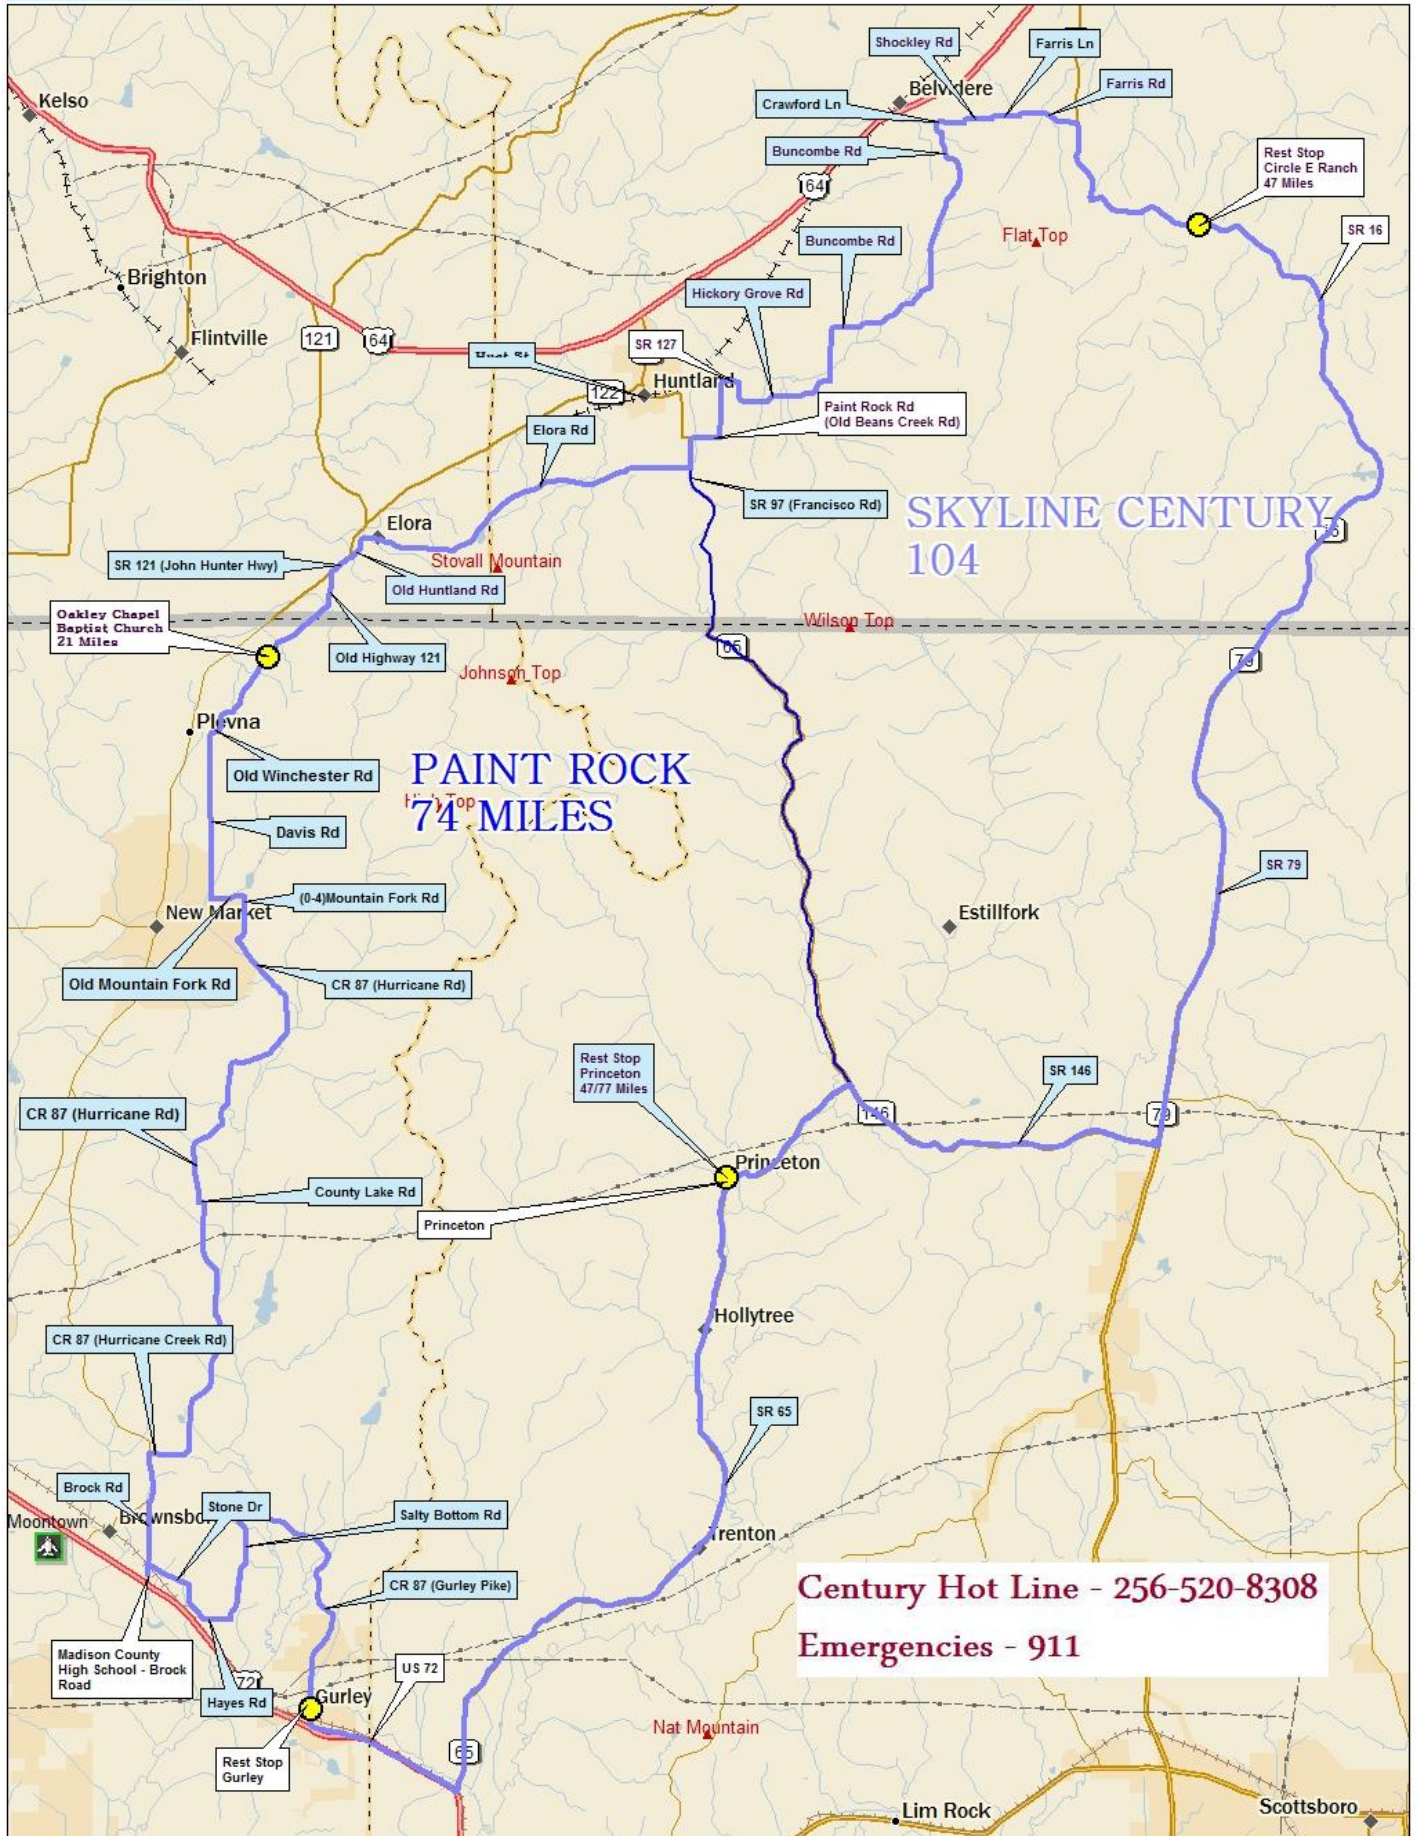 Shockley Rd
Farris Ln
Kelso
Belvidere
Farris Rd
Crawford Ln
Buncombe Rd
Rest Stop
Circle E Ranch
47 Miles
64
SR 16
Buncombe Rd
Flat Top
Brighton
Hickory Grove Rd
Flintville
121
64
SR 127
Huntland
122
Paint Rock Rd
(Old Beans Creek Rd)
Elora Rd
SR 97 (Francisco Rd)
SKYLINE CENTURY
104
Elora
SR 121 (John Hunter Hwy)
Stovall Mountain
Old Huntland Rd
Oakley Chapel
Baptist Church
21 Miles
Wilson Top
Old Highway 121
65
79
Johnson Top
Plevna
Old Winchester Rd
PAINT ROCK
74 MILES
High Top
Davis Rd
SR 79
(0-4)Mountain Fork Rd
New Market
Estillfork
Old Mountain Fork Rd
CR 87 (Hurricane Rd)
Rest Stop
Princeton
47/77 Miles
SR 146
CR 87 (Hurricane Rd)
146
79
Princeton
County Lake Rd
Princeton
Hollytree
CR 87 (Hurricane Creek Rd)
SR 65
Brock Rd
Stone Dr
Moontown
Salty Bottom Rd
Trenton
CR 87 (Gurley Pike)
Century Hot Line - 256-520-8308
Emergencies - 911
Madison County
High School - Brock
Road
US 72
72
Hayes Rd
Gurley
Nat Mountain
65
Rest Stop
Gurley
Lim Rock
Scottsboro